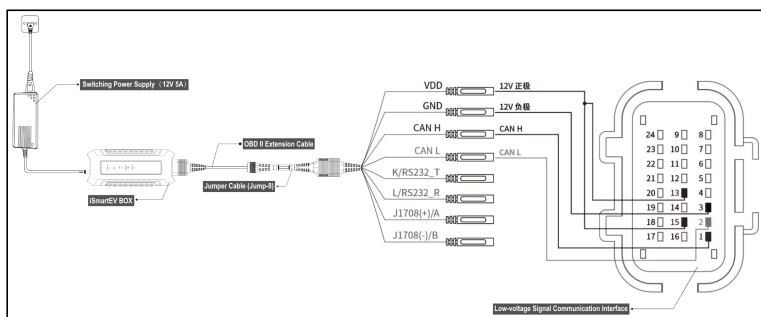 Switching Power Supply（12V 5A）
OBD II Extension Cable
Jumper Cable (Jump-8)
iSmartEV BOX
VDD
12V 正极
GND
12V 负极
CAN H
CAN H
CAN L
CAN L
K/RS232_T
L/RS232_R
J1708(+)/A
J1708(-)/B
24 9 8
23 10 7
22 11 6
21 12 5
20 13 4
19 14 3
18 15 2
17 16 1
Low-voltage Signal Communication Interface